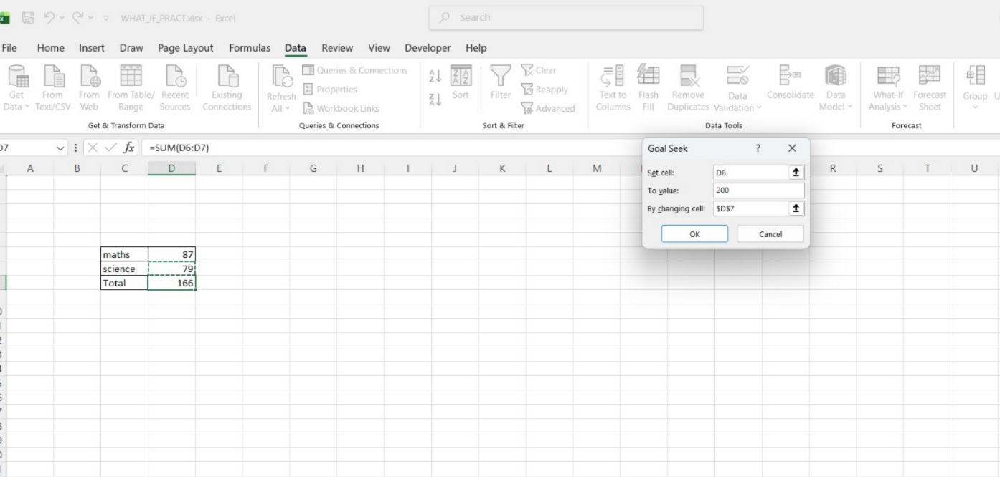 WHAT_IF_PRACT.xlsx - Excel
Search
File Home Insert Draw Page Layout Formulas Data Review View Developer Help
Get Data
From Text/CSV
From Web
From Table/ Range
Recent Sources
Existing Connections
Get & Transform Data
Refresh All
Queries & Connections
Properties
Workbook Links
Queries & Connections
Sort
Filter
Clear
Reapply
Advanced
Sort & Filter
Text to Columns
Flash Fill
Remove Duplicates
Data Validation
Consolidate
Data Model
Data Tools
What-If Analysis
Forecast Sheet
Forecast
Group
D7 fx =SUM(D6:D7)
A B C D E F G H I J K L M R S T U
Goal Seek ? ×
Set cell: D8
To value: 200
By changing cell: $D$7
OK Cancel
maths 87
science 79
Total 166